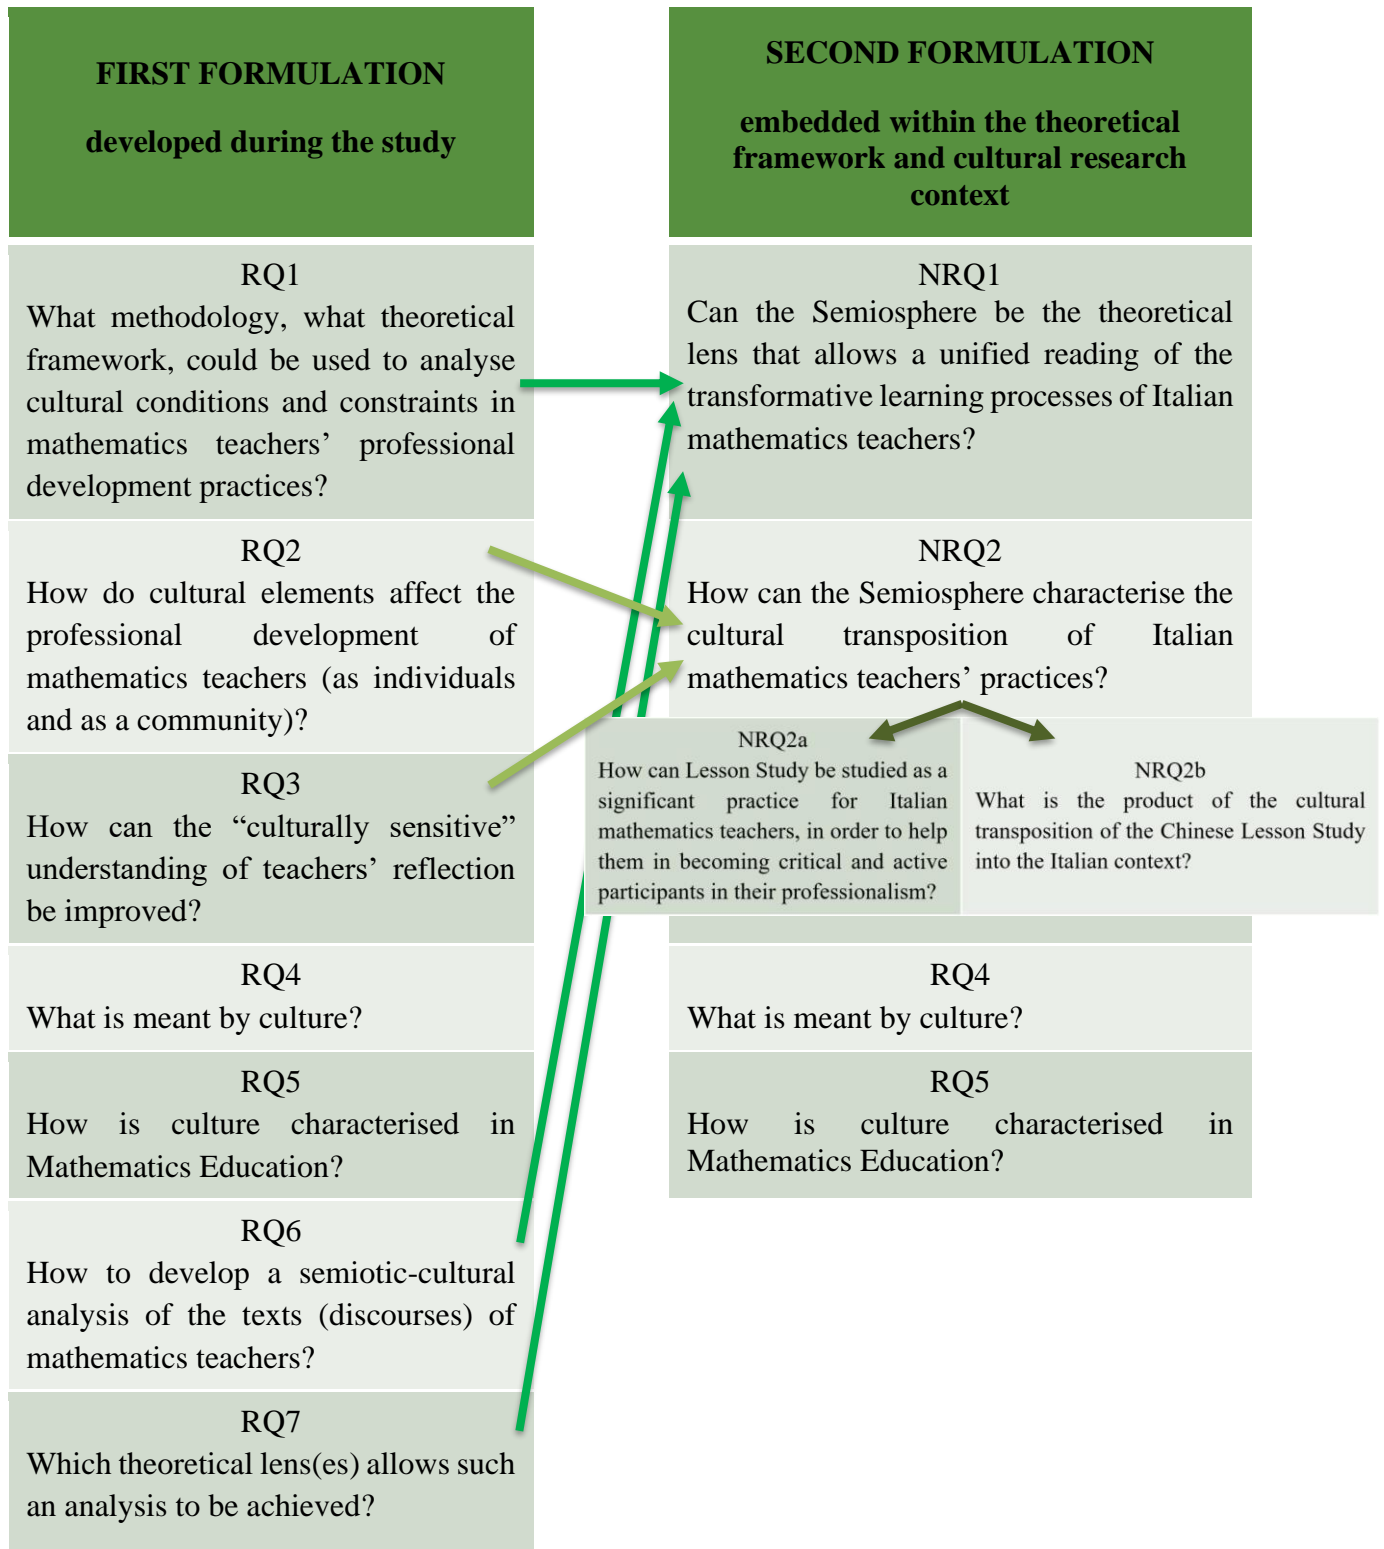 FIRST FORMULATION
developed during the study
RQ1
What methodology, what theoretical
framework, could be used to analyse
cultural conditions and constraints in
mathematics teachers’ professional
development practices?
RQ2
How do cultural elements affect the
professional development of
mathematics teachers (as individuals
and as a community)?
RQ3
How can the “culturally sensitive”
understanding of teachers’ reflection
be improved?
RQ4
What is meant by culture?
RQ5
How is culture characterised in
Mathematics Education?
RQ6
How to develop a semiotic-cultural
analysis of the texts (discourses) of
mathematics teachers?
RQ7
Which theoretical lens(es) allows such
an analysis to be achieved?
SECOND FORMULATION
embedded within the theoretical
framework and cultural research
context
NRQ1
Can the Semiosphere be the theoretical
lens that allows a unified reading of the
transformative learning processes of Italian
mathematics teachers?
NRQ2
How can the Semiosphere characterise the
cultural transposition of Italian
mathematics teachers’ practices?
NRQ2a
How can Lesson Study be studied as a
significant practice for Italian
mathematics teachers, in order to help
them in becoming critical and active
participants in their professionalism?
NRQ2b
What is the product of the cultural
transposition of the Chinese Lesson Study
into the Italian context?
RQ4
What is meant by culture?
RQ5
How is culture characterised in
Mathematics Education?